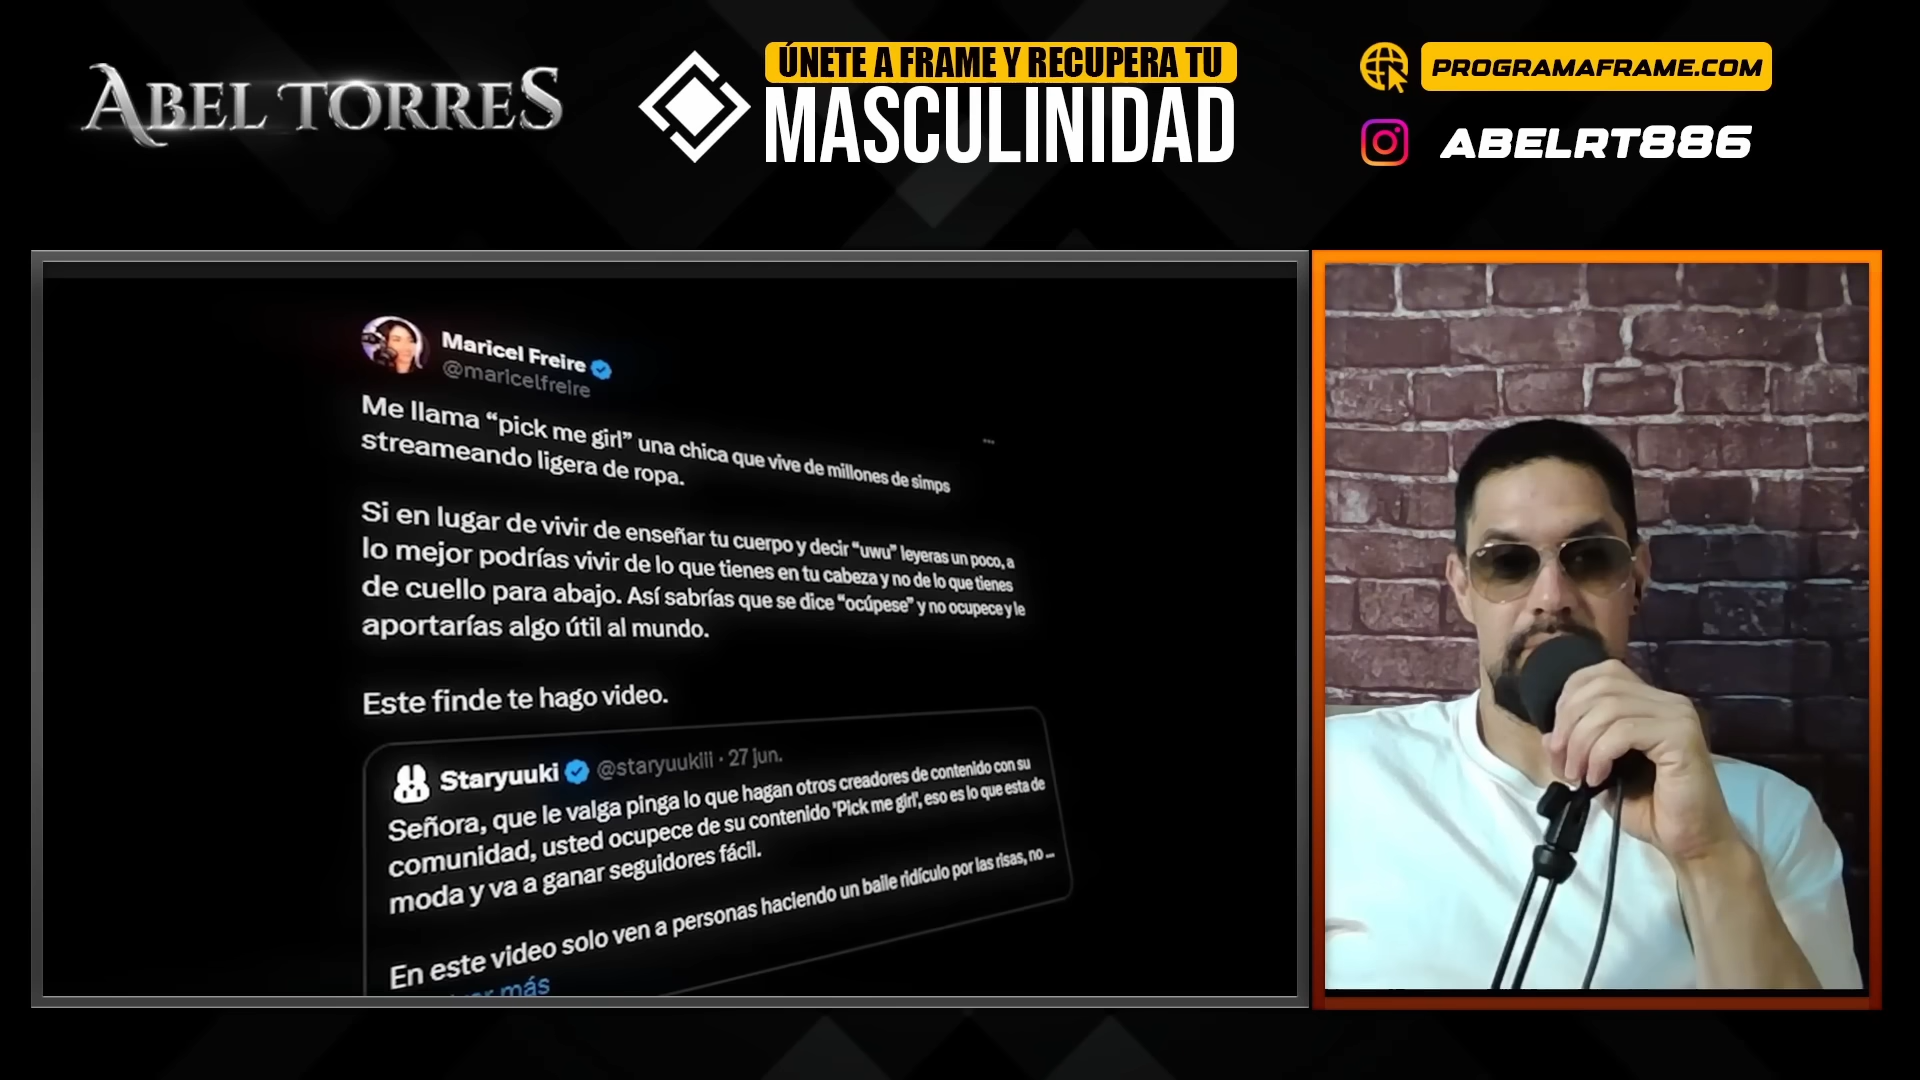 ABEL TORRES
ÚNETE A FRAME Y RECUPERA TU
MASCULINIDAD
PROGRAMAFRAME.COM
ABELRT886
Maricel Freire
@maricelfreire
Me llama “pick me girl” una chica que vive de millones de simps
streameando ligera de ropa.
Si en lugar de vivir de enseñar tu cuerpo y decir “uwu” leyeras un poco, a
lo mejor podrías vivir de lo que tienes en tu cabeza y no de lo que tienes
de cuello para abajo. Así sabrías que se dice “ocúpese” y no ocupece y le
aportarías algo útil al mundo.
Este finde te hago video.
Staryuuki @staryuukiii · 27 jun.
Señora, que le valga pinga lo que hagan otros creadores de contenido con su
comunidad, usted ocupece de su contenido 'Pick me girl', eso es lo que esta de
moda y va a ganar seguidores fácil.
En este video solo ven a personas haciendo un baile ridículo por las risas, no ...
más